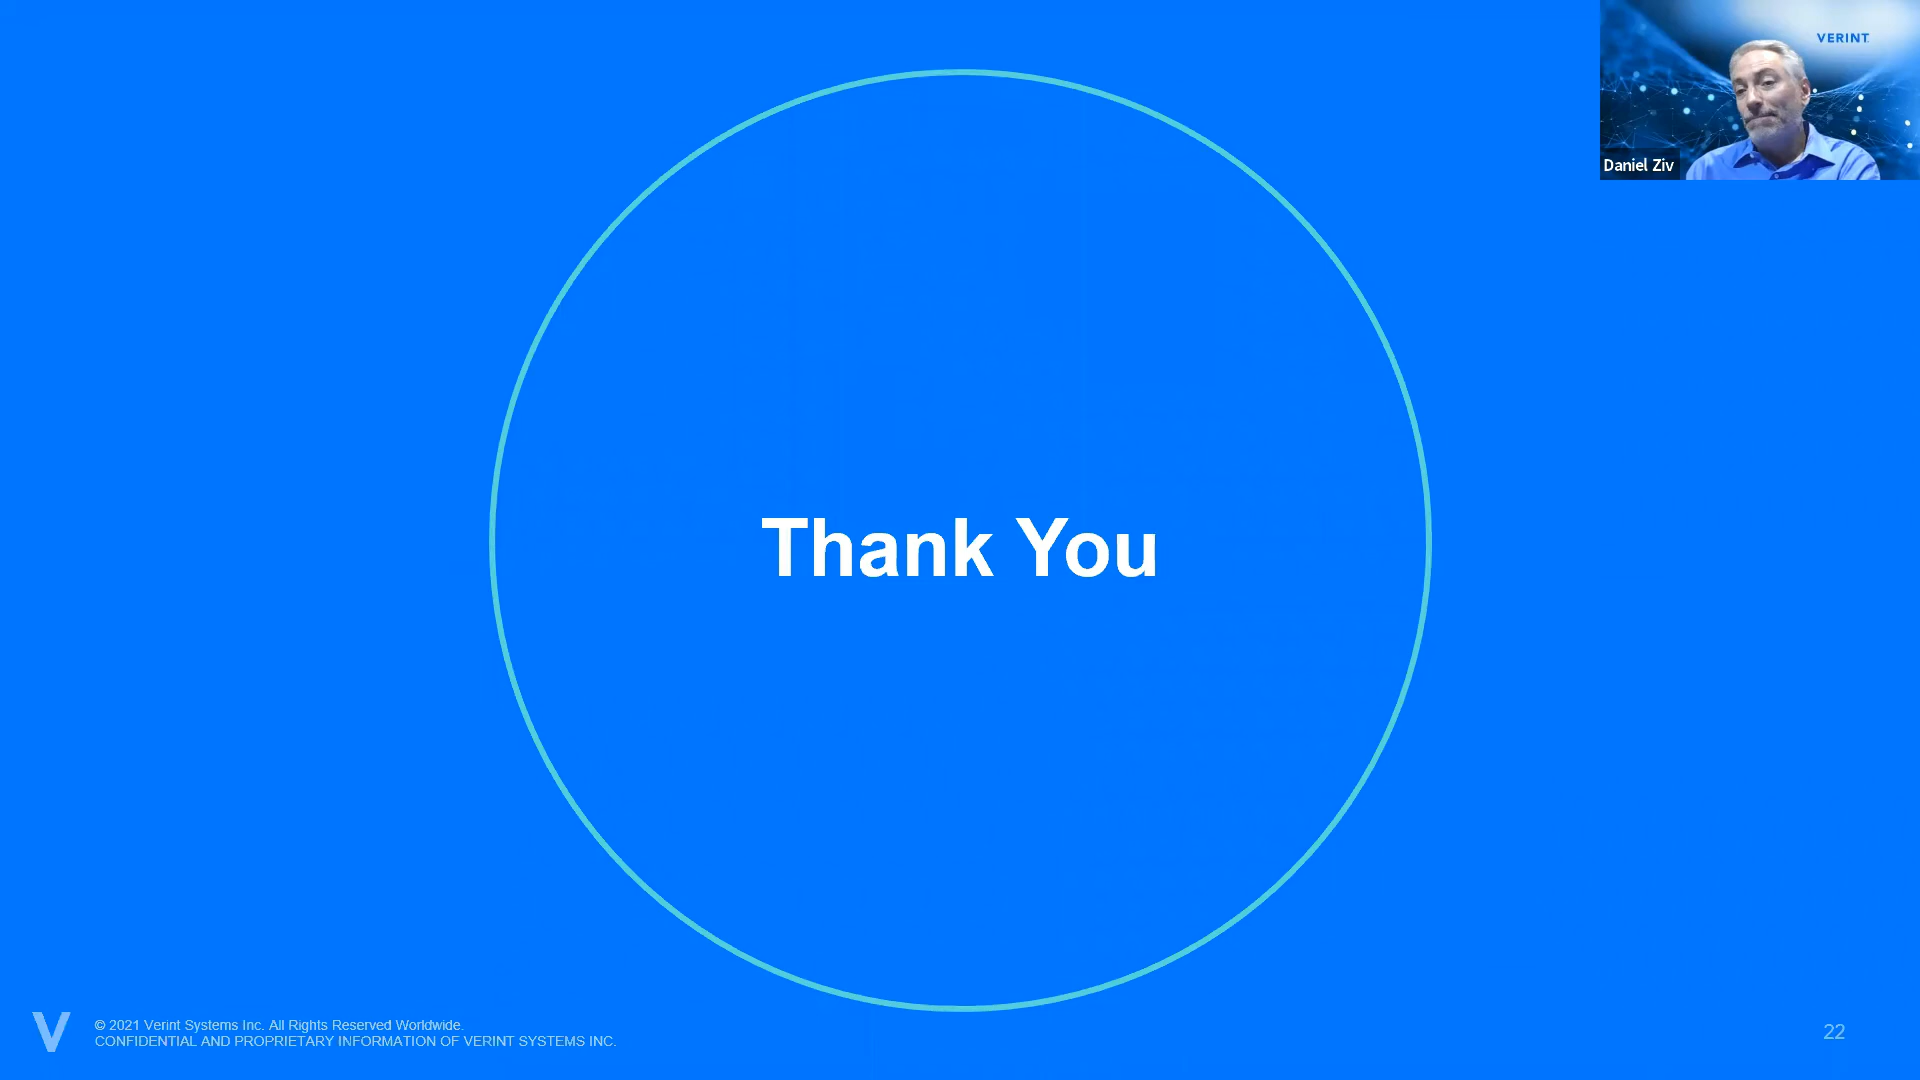 VERINT
Daniel Ziv
Thank You
V
© 2021 Verint Systems Inc. All Rights Reserved Worldwide.
CONFIDENTIAL AND PROPRIETARY INFORMATION OF VERINT SYSTEMS INC.
22